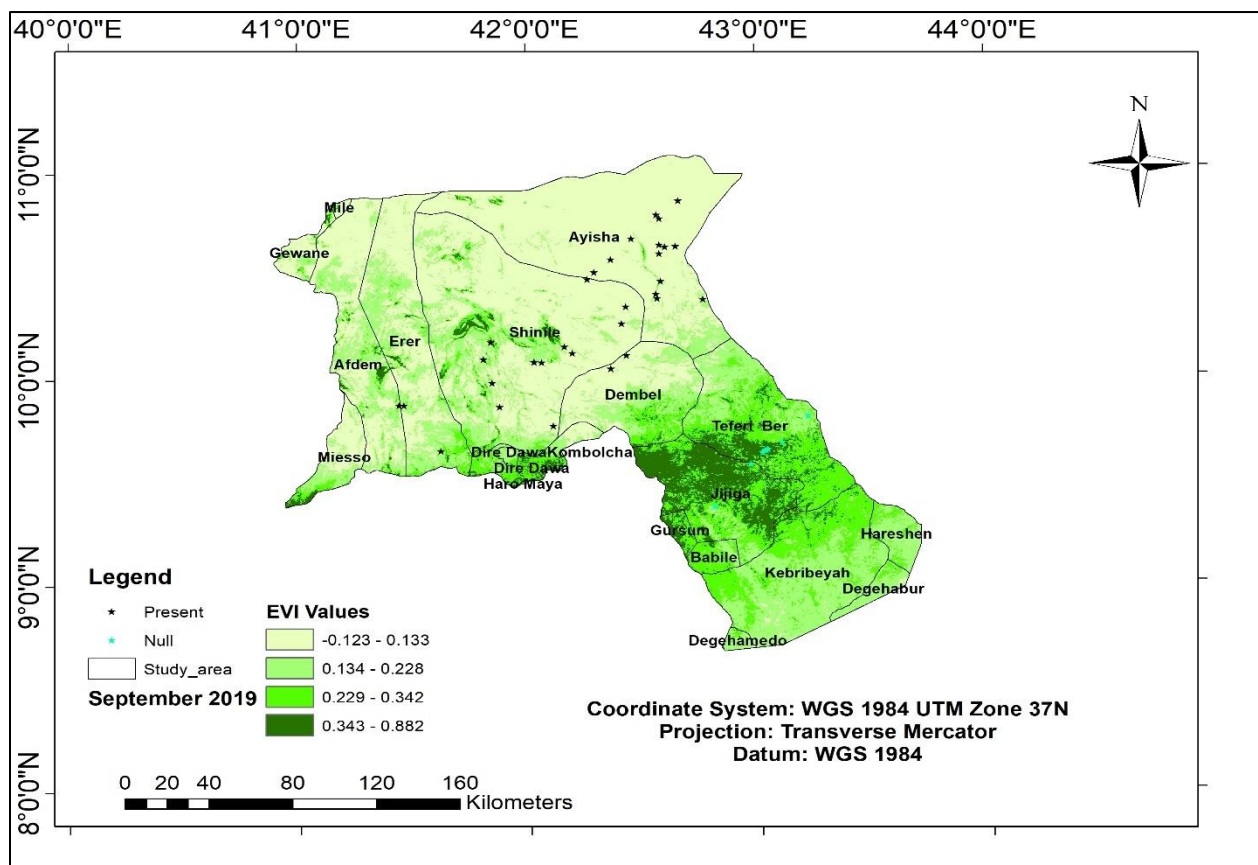 40°0'0"E 41°0'0"E 42°0'0"E 43°0'0"E 44°0'0"E
N
11°0'0"N
10°0'0"N
9°0'0"N
8°0'0"N
Mile
Gewane
Ayisha
Erer
Shinile
Afdem
Dembel
Miesso
Tefert Ber
Dire DawaKombolcha
Dire Dawa
Haro Maya
Jijiga
Gursum
Babile
Hareshen
Kebribeyah
Degehabur
Degehamedo
Legend
Present
Null
Study_area
September 2019
EVI Values
-0.123 - 0.133
0.134 - 0.228
0.229 - 0.342
0.343 - 0.882
Coordinate System: WGS 1984 UTM Zone 37N
Projection: Transverse Mercator
Datum: WGS 1984
0 20 40 80 120 160
Kilometers